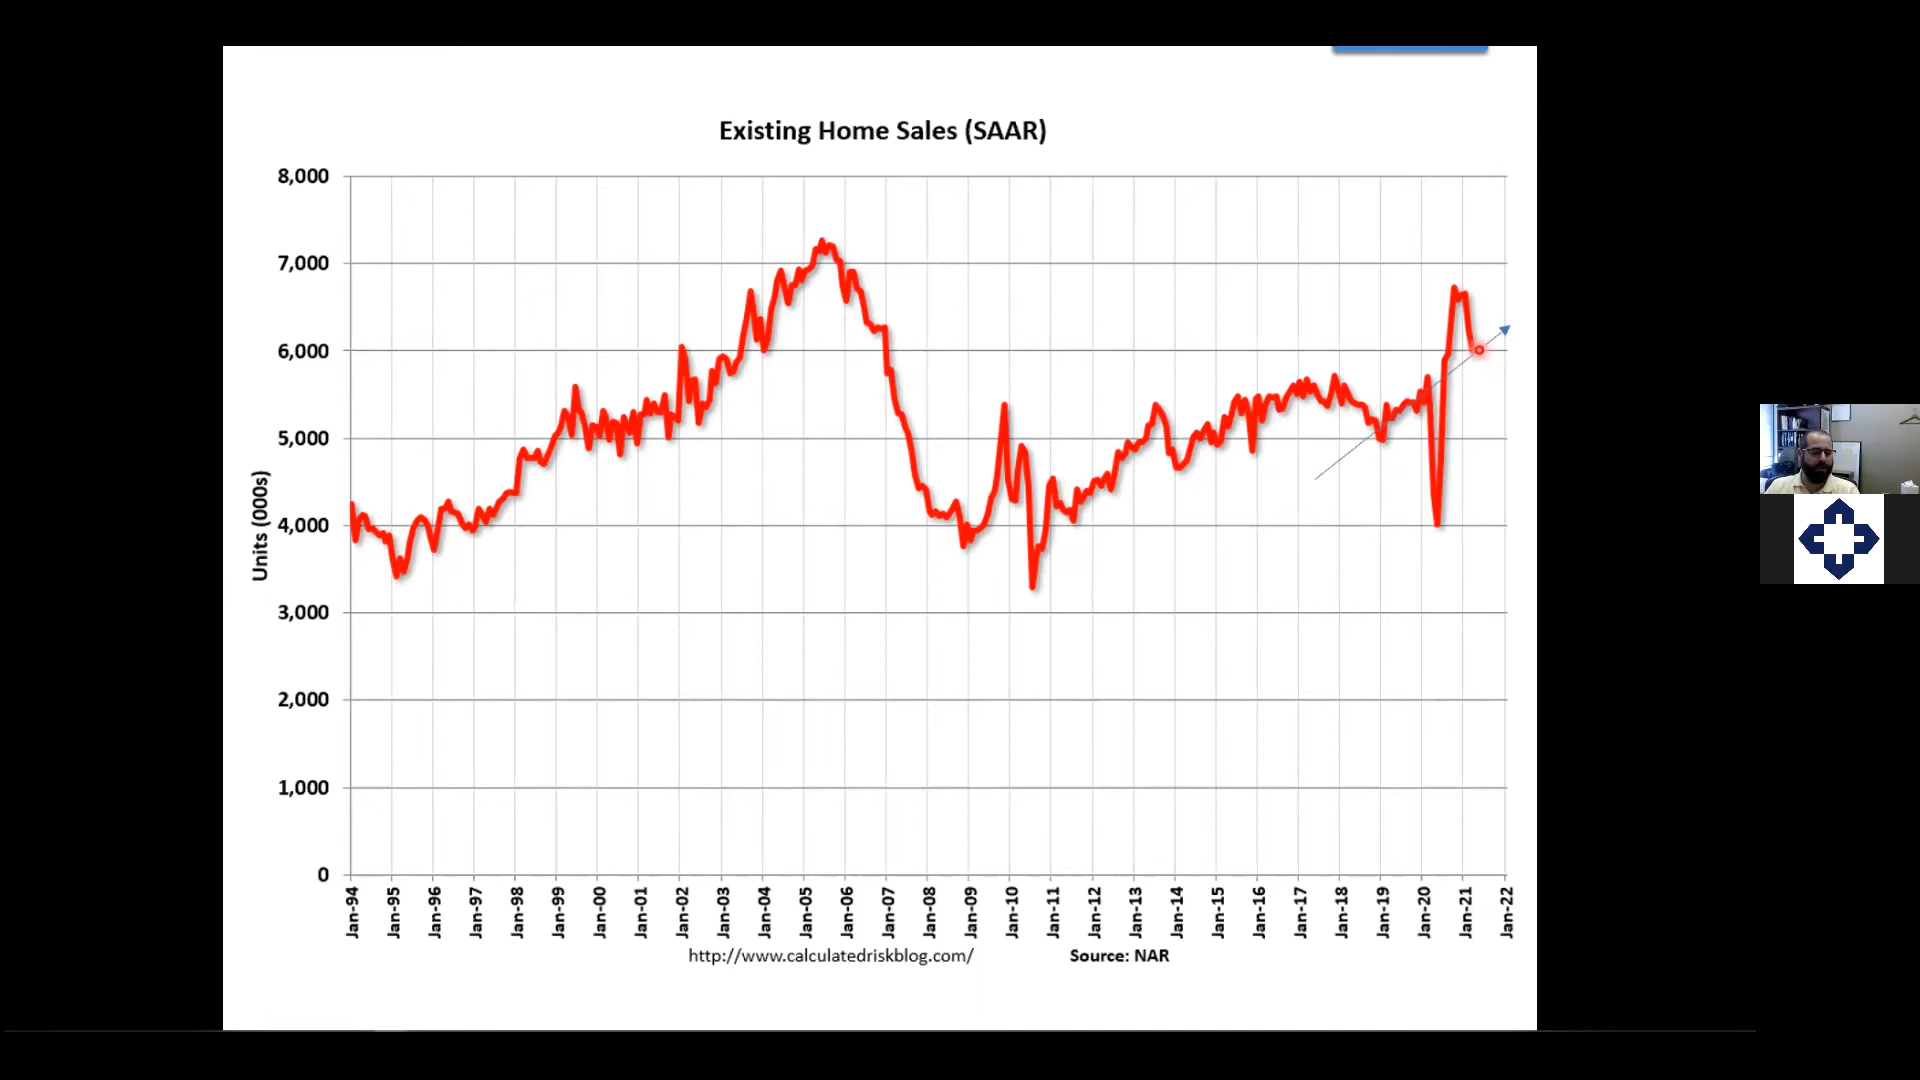 Existing Home Sales (SAAR)
8,000
7,000
6,000
5,000
4,000
3,000
2,000
1,000
0
Units (000s)
Jan-94
Jan-95
Jan-96
Jan-97
Jan-98
Jan-99
Jan-00
Jan-01
Jan-02
Jan-03
Jan-04
Jan-05
Jan-06
Jan-07
Jan-08
Jan-09
Jan-10
Jan-11
Jan-12
Jan-13
Jan-14
Jan-15
Jan-16
Jan-17
Jan-18
Jan-19
Jan-20
Jan-21
Jan-22
http://www.calculatedriskblog.com/ Source: NAR